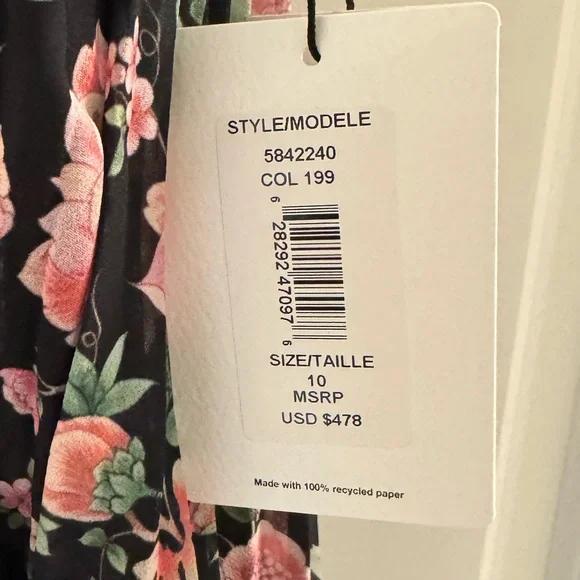 STYLE/MODELE
5842240
COL 199
6 28292 47097 6
SIZE/TAILLE
10
MSRP
USD $478
Made with 100% recycled paper